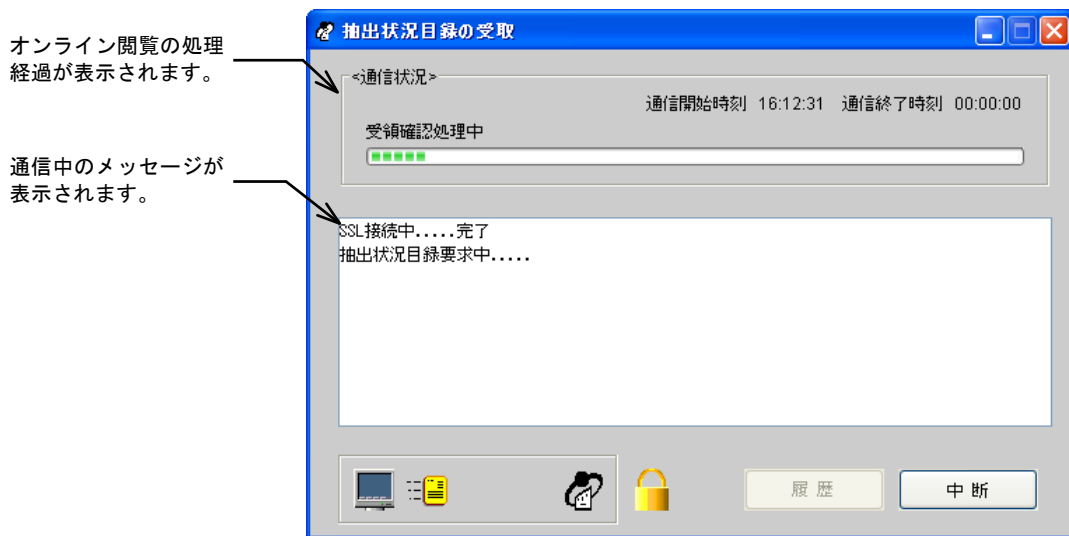 オンライン閲覧の処理
経過が表示されます。
通信中のメッセージが
表示されます。
抽出状況目録の受取
<通信状況>
通信開始時刻 16:12:31 通信終了時刻 00:00:00
受領確認処理中
SSL接続中.....完了
抽出状況目録要求中.....
履歴
中断